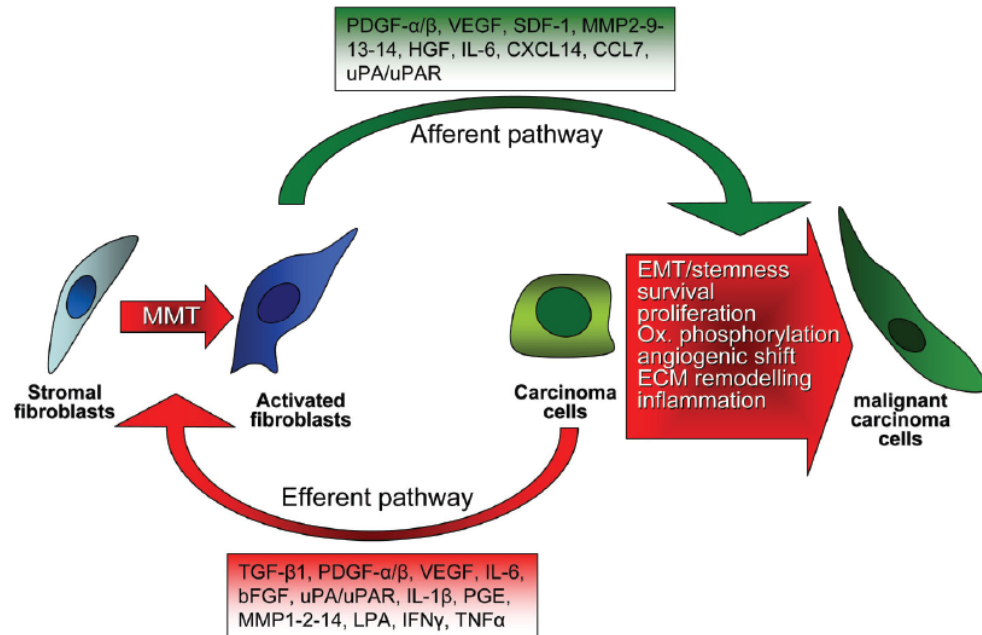 PDGF-α/β, VEGF, SDF-1, MMP2-9-
13-14, HGF, IL-6, CXCL14, CCL7,
uPA/uPAR
Afferent pathway
MMT
Stromal
fibroblasts
Activated
fibroblasts
Carcinoma
cells
EMT/stemness
survival
proliferation
Ox. phosphorylation
angiogenic shift
ECM remodelling
inflammation
malignant
carcinoma
cells
Efferent pathway
TGF-β1, PDGF-α/β, VEGF, IL-6,
bFGF, uPA/uPAR, IL-1β, PGE,
MMP1-2-14, LPA, IFNγ, TNFα